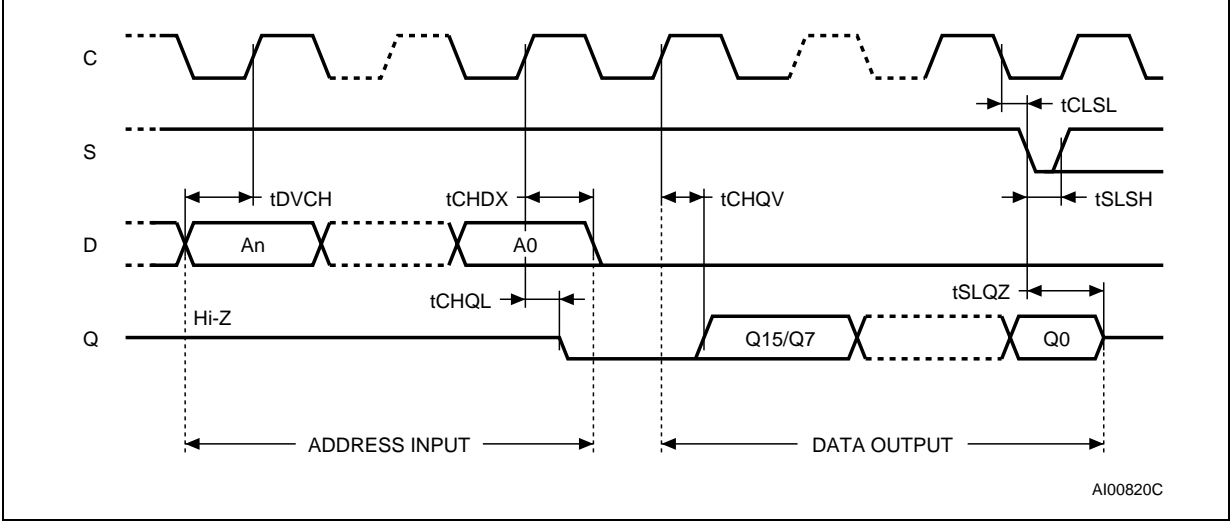 C
tCLSL
S
tDVCH
tCHDX
tCHQV
tSLSH
D
An
A0
tCHQL
tSLQZ
Hi-Z
Q
Q15/Q7
Q0
ADDRESS INPUT
DATA OUTPUT
AI00820C